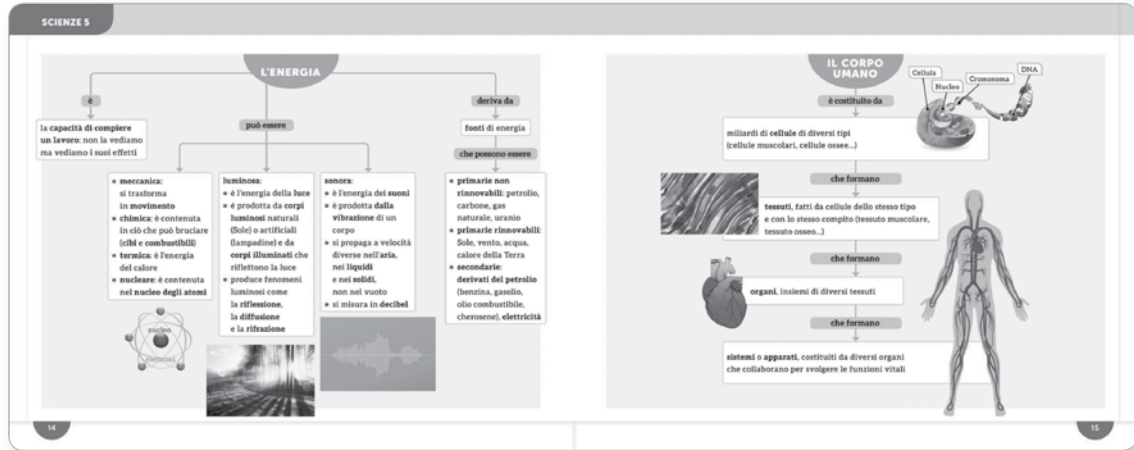 SCIENZE 5
L'ENERGIA
è
la capacità di compiere
un lavoro: non la vediamo
ma vediamo i suoi effetti
può essere
• meccanica:
si trasforma
in movimento
• chimica: è contenuta
in ciò che può bruciare
(cibi e combustibili)
• termica: è l'energia
del calore
• nucleare: è contenuta
nel nucleo degli atomi
nucleo
elettroni
luminosa:
• è l'energia della luce
• è prodotta da corpi
luminosi naturali
(Sole) o artificiali
(lampadine) e da
corpi illuminati che
riflettono la luce
• produce fenomeni
luminosi come
la riflessione,
la diffusione
e la rifrazione
sonora:
• è l'energia dei suoni
• è prodotta dalla
vibrazione di un
corpo
• si propaga a velocità
diverse nell'aria,
nei liquidi
e nei solidi,
non nel vuoto
• si misura in decibel
deriva da
fonti di energia
che possono essere
• primarie non
rinnovabili: petrolio,
carbone, gas
naturale, uranio
• primarie rinnovabili:
Sole, vento, acqua,
calore della Terra
• secondarie:
derivati del petrolio
(benzina, gasolio,
olio combustibile,
cherosene), elettricità
14
IL CORPO
UMANO
è costituito da
miliardi di cellule di diversi tipi
(cellule muscolari, cellule ossee...)
Cellula
Nucleo
Cromosoma
DNA
che formano
tessuti, fatti da cellule dello stesso tipo
e con lo stesso compito (tessuto muscolare,
tessuto osseo...)
che formano
organi, insiemi di diversi tessuti
che formano
sistemi o apparati, costituiti da diversi organi
che collaborano per svolgere le funzioni vitali
15